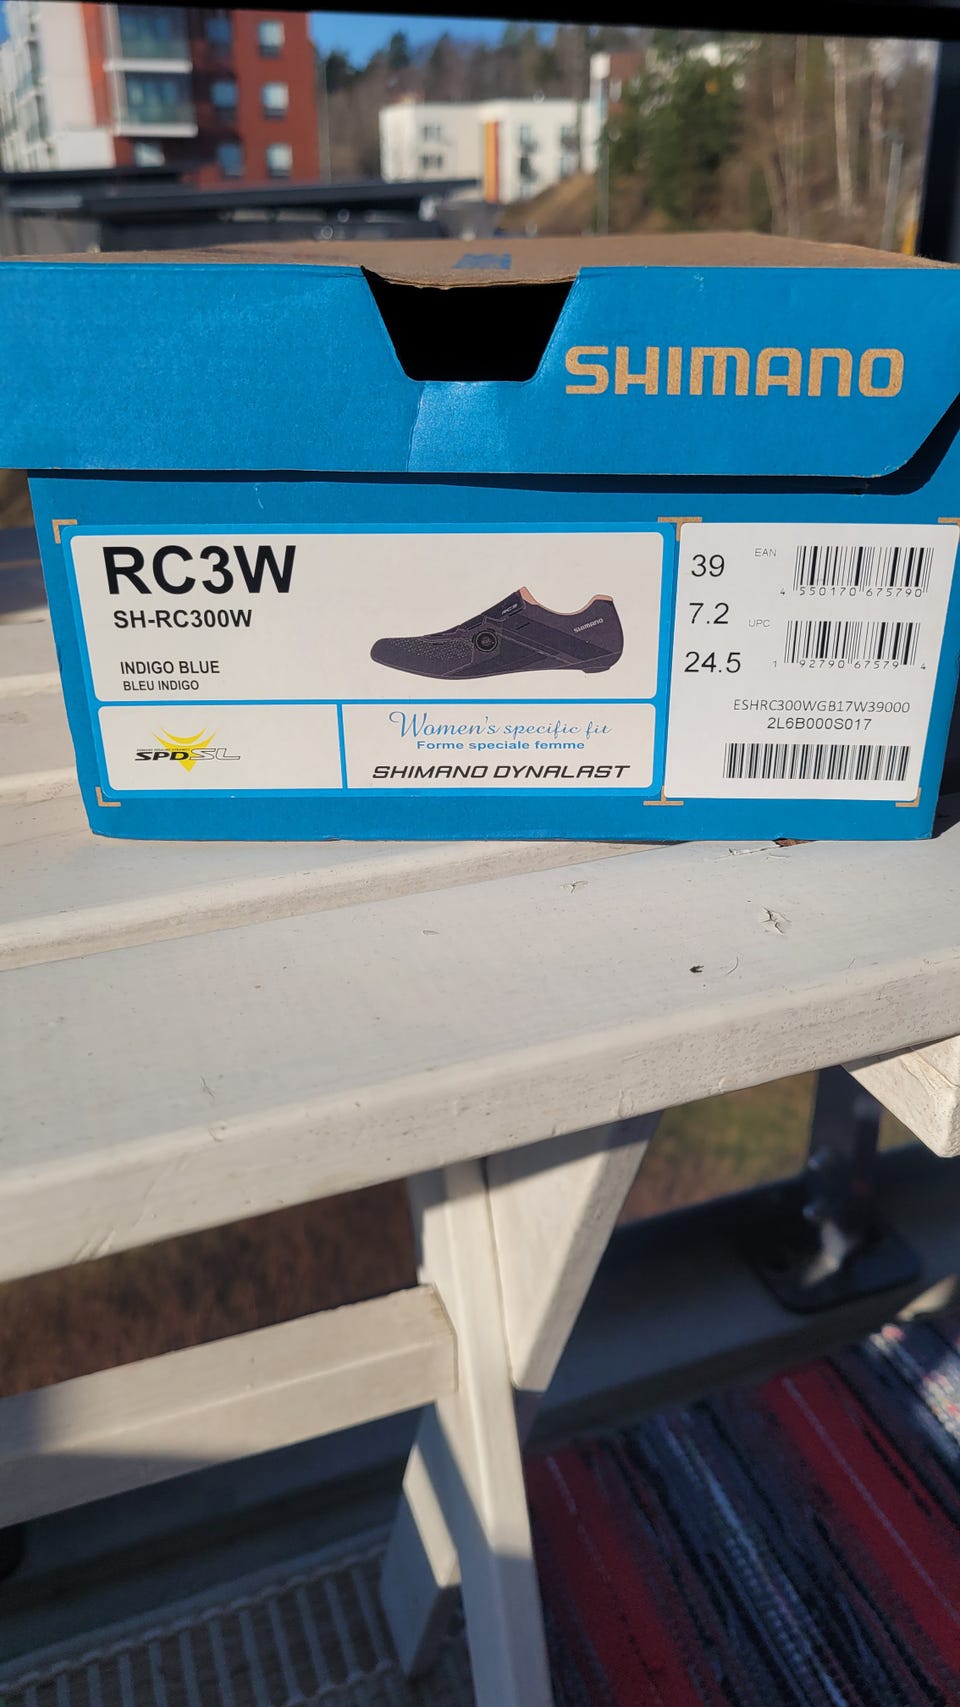 SHIMANO
RC3W
SH-RC300W
INDIGO BLUE
BLEU INDIGO
RC3
SHIMANO
SPD-SL
Women's specific fit
Forme speciale femme
SHIMANO DYNALAST
39
EAN
4 550170 675790
7.2
UPC
1 92790 67579 4
24.5
ESHRC300WGB17W39000
2L6B000S017